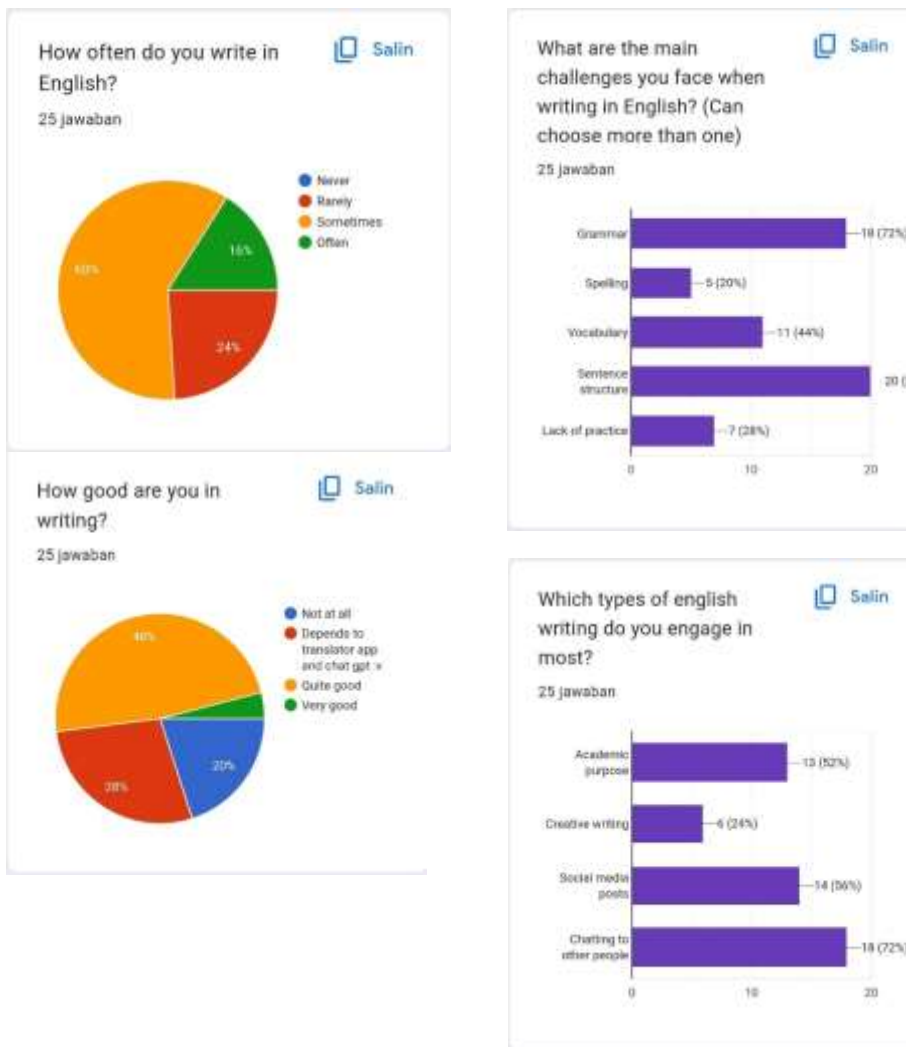 How often do you write in
English?
Salin
25 jawaban
Never
Rarely
Sometimes
Often
60%
16%
24%
How good are you in
writing?
Salin
25 jawaban
Not at all
Depends to
translator app
and chat gpt :v
Quite good
Very good
20%
28%
What are the main
challenges you face when
writing in English? (Can
choose more than one)
Salin
25 jawaban
Grammar
18 (72%)
Spelling
5 (20%)
Vocabulary
11 (44%)
Sentence
structure
20 (
Lack of practice
7 (28%)
0
10
20
Which types of english
writing do you engage in
most?
Salin
25 jawaban
Academic
purpose
13 (52%)
Creative writing
6 (24%)
Social media
posts
14 (56%)
Chatting to
other people
18 (72%)
0
10
20